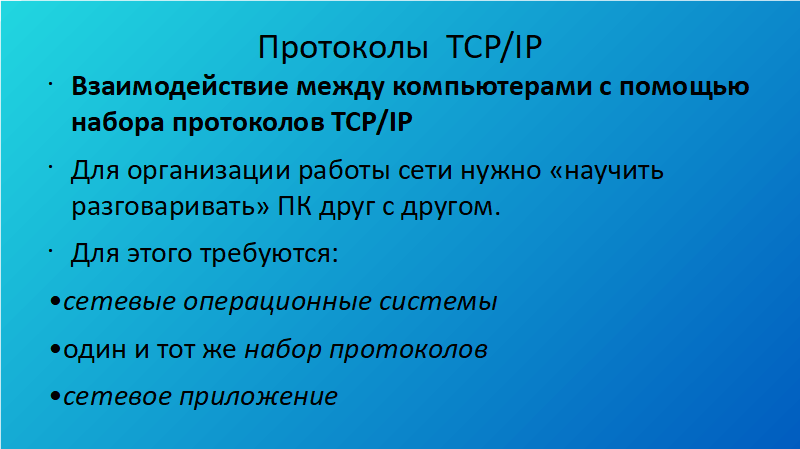 Протоколы  TCP/IP
· Взаимодействие между компьютерами с помощью
набора протоколов TCP/IP
· Для организации работы сети нужно «научить
разговаривать» ПК друг с другом.
· Для этого требуются:
•сетевые операционные системы
•один и тот же набор протоколов
•сетевое приложение